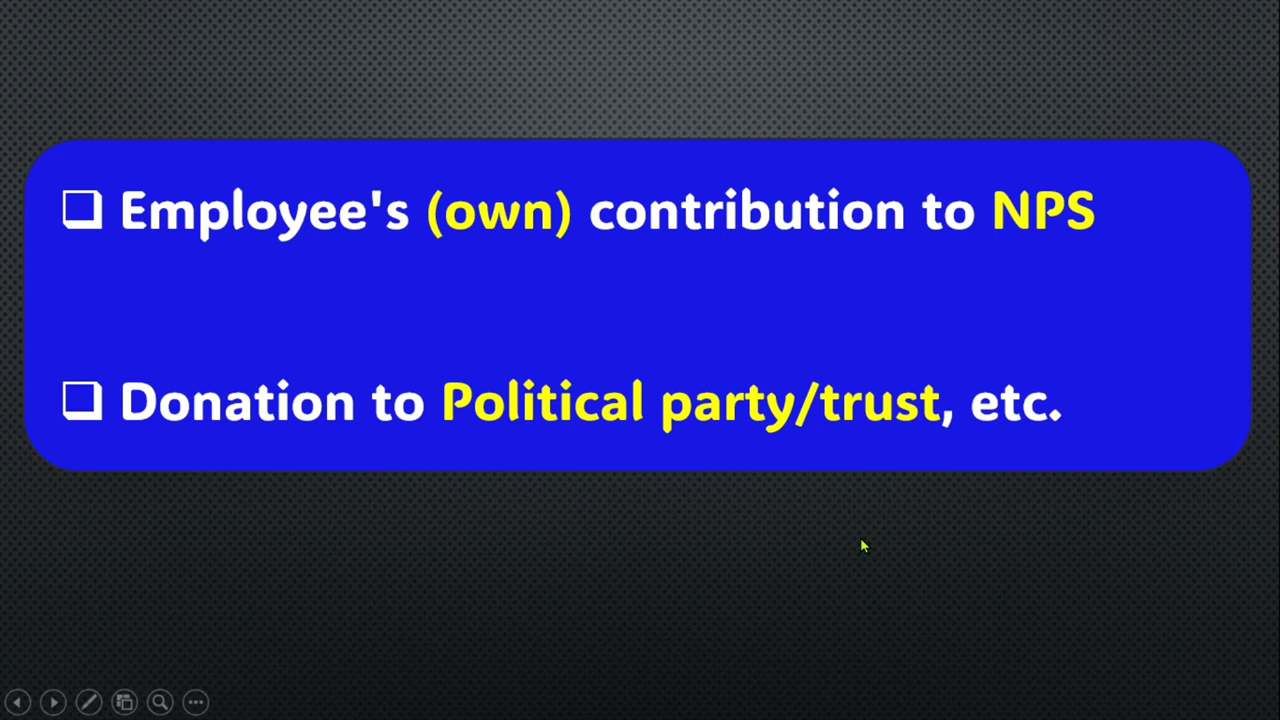 ❑ Employee's (own) contribution to NPS
❑ Donation to Political party/trust, etc.